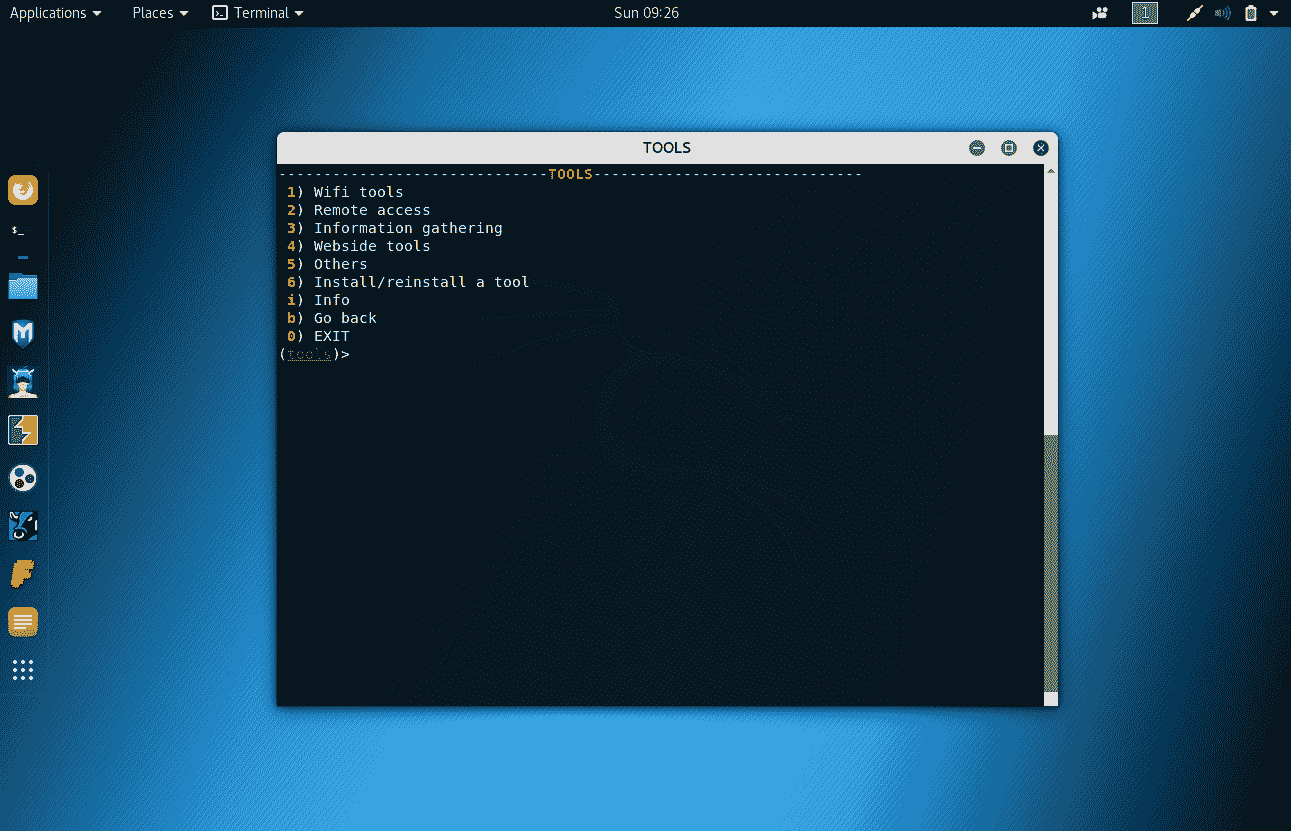 Applications Places Terminal Sun 09:26 1
TOOLS
------------------------------TOOLS------------------------------
1) Wifi tools
2) Remote access
3) Information gathering
4) Webside tools
5) Others
6) Install/reinstall a tool
i) Info
b) Go back
0) EXIT
(tools)>
$_